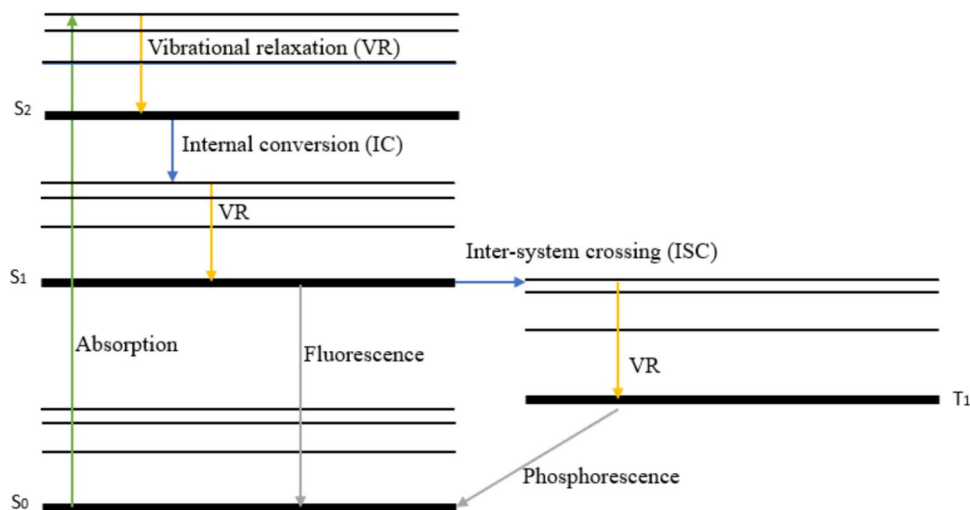 Vibrational relaxation (VR)
S2
Internal conversion (IC)
VR
Inter-system crossing (ISC)
S1
Absorption
Fluorescence
VR
T1
Phosphorescence
S0